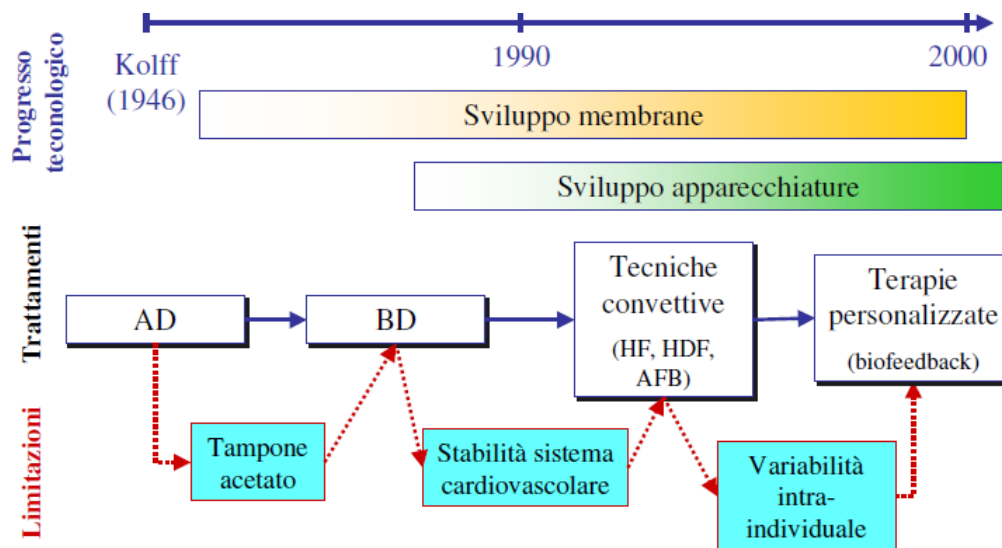 Progresso
teconologico
Kolff
(1946)
1990
2000
Sviluppo membrane
Sviluppo apparecchiature
Trattamenti
AD
BD
Tecniche
convettive
(HF, HDF,
AFB)
Terapie
personalizzate
(biofeedback)
Limitazioni
Tampone
acetato
Stabilità sistema
cardiovascolare
Variabilità
intra-
individuale